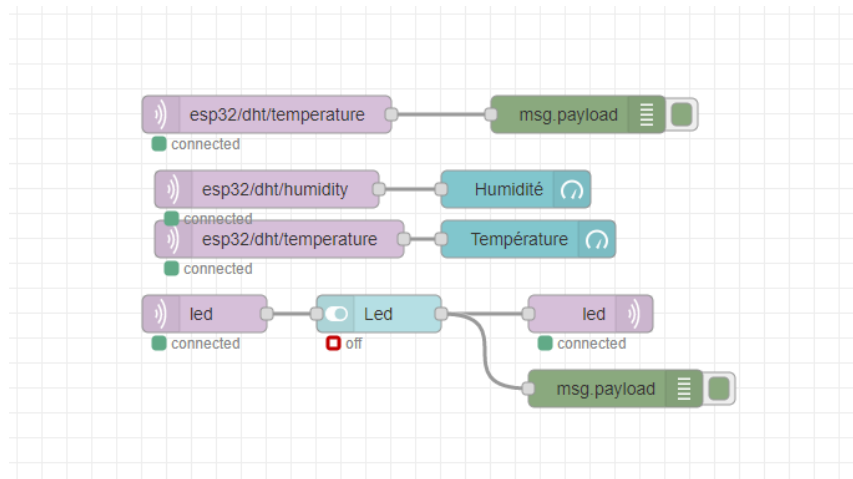 esp32/dht/temperature
msg.payload
connected
esp32/dht/humidity
Humidité
connected
esp32/dht/temperature
Température
connected
led
Led
led
connected
off
connected
msg.payload